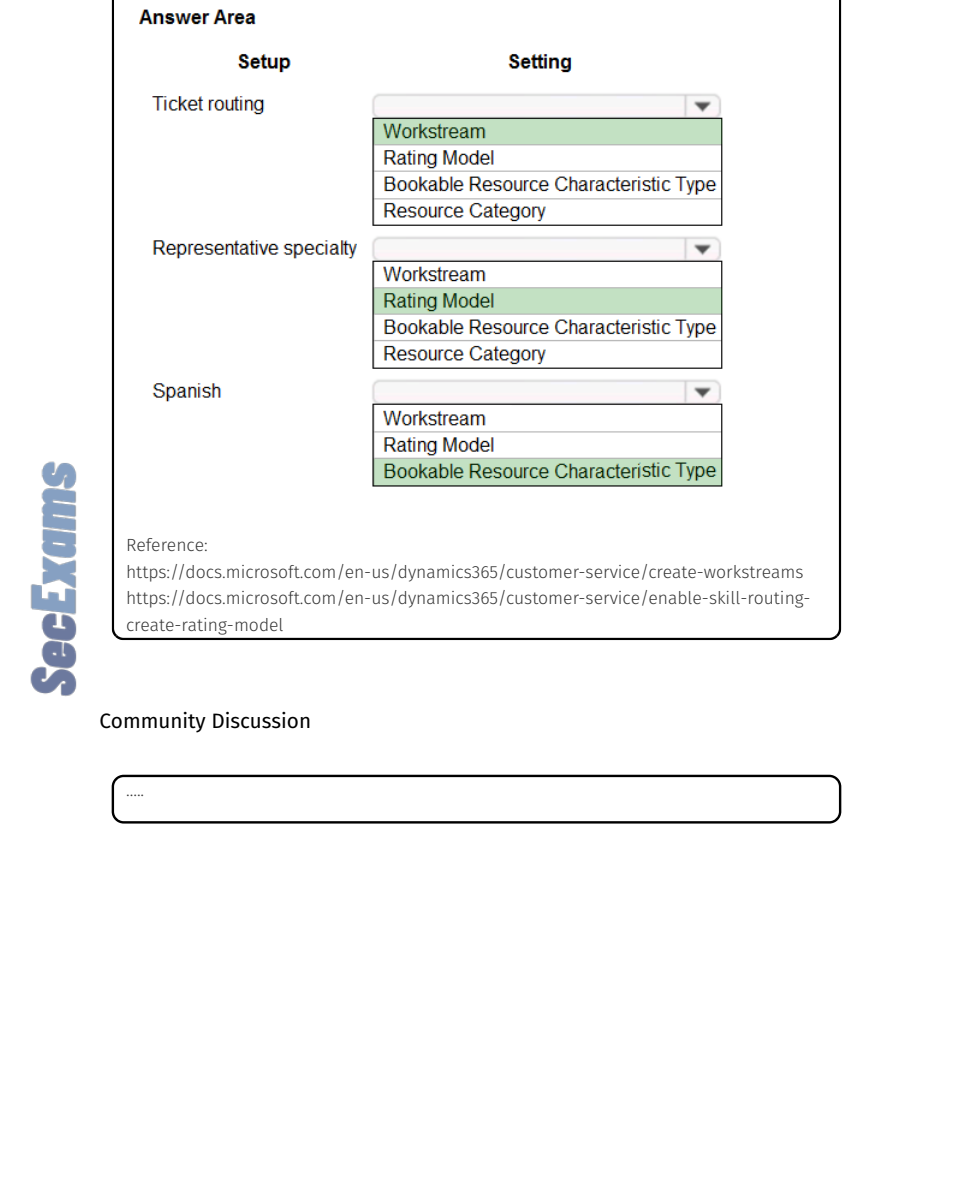 Answer Area
Setup Setting
Ticket routing
Workstream
Rating Model
Bookable Resource Characteristic Type
Resource Category
Representative specialty
Workstream
Rating Model
Bookable Resource Characteristic Type
Resource Category
Spanish
Workstream
Rating Model
Bookable Resource Characteristic Type
SecExams
Reference:
https://docs.microsoft.com/en-us/dynamics365/customer-service/create-workstreams
https://docs.microsoft.com/en-us/dynamics365/customer-service/enable-skill-routing-
create-rating-model
Community Discussion
.....